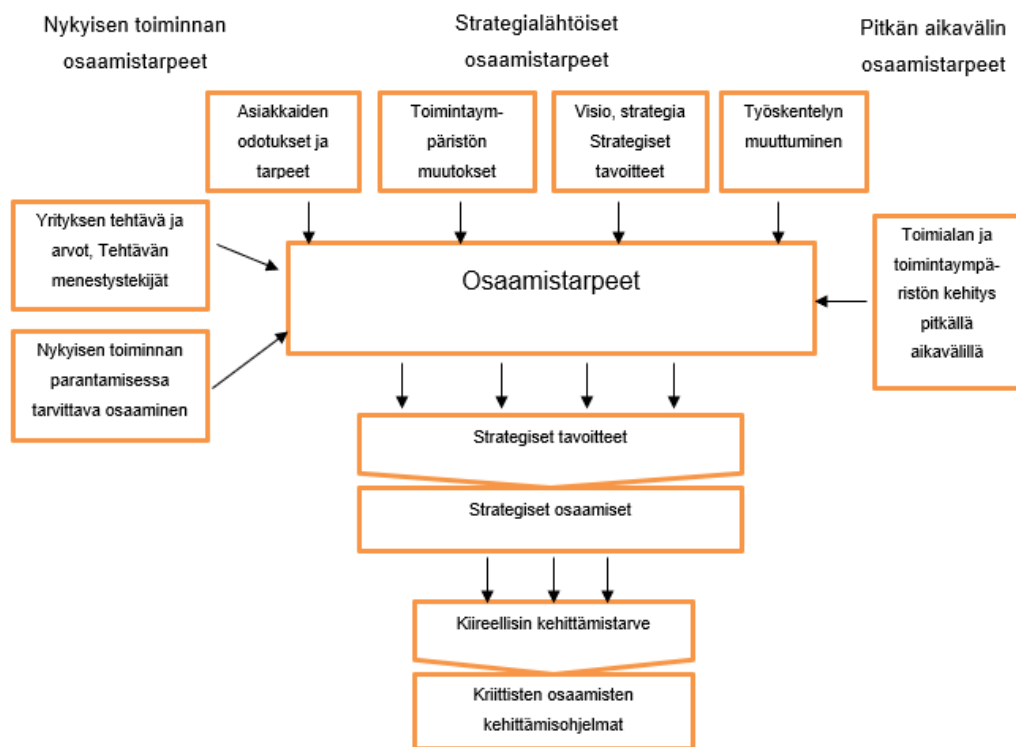 Nykyisen toiminnan
osaamistarpeet
Strategialähtöiset
osaamistarpeet
Pitkän aikavälin
osaamistarpeet
Asiakkaiden
odotukset ja
tarpeet
Toimintaym-
päristön
muutokset
Visio, strategia
Strategiset
tavoitteet
Työskentelyn
muuttuminen
Yrityksen tehtävä ja
arvot, Tehtävän
menestystekijät
Nykyisen toiminnan
parantamisessa
tarvittava osaaminen
Osaamistarpeet
Toimialan ja
toimintaympä-
ristön kehitys
pitkällä
aikavälillä
Strategiset tavoitteet
Strategiset osaamiset
Kiireellisin kehittämistarve
Kriittisten osaamisten
kehittämisohjelmat